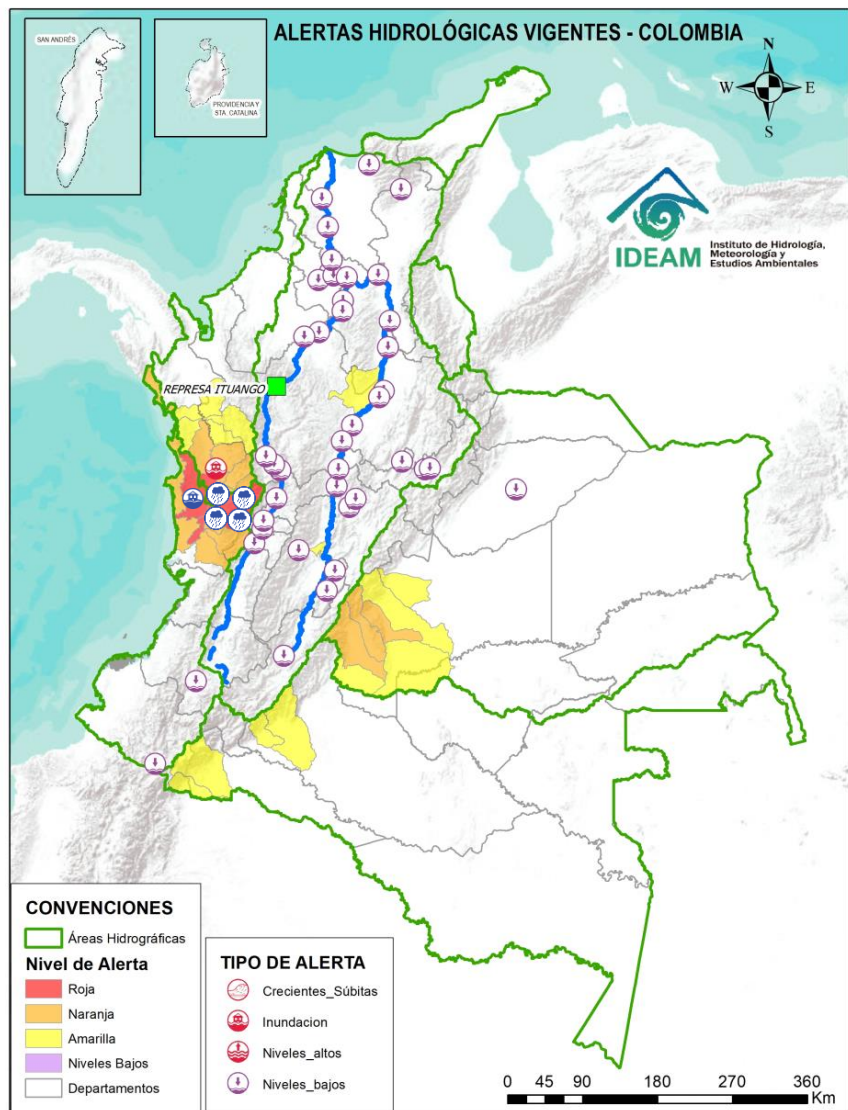 ALERTAS HIDROLÓGICAS VIGENTES - COLOMBIA
SAN ANDRÉS
PROVIDENCIA Y
STA. CATALINA
N
W
E
S
IDEAM
Instituto de Hidrología,
Meteorología y
Estudios Ambientales
REPRESA ITUANGO
CONVENCIONES
Áreas Hidrográficas
Nivel de Alerta
Roja
Naranja
Amarilla
Niveles Bajos
Departamentos
TIPO DE ALERTA
Crecientes_Súbitas
Inundacion
Niveles_altos
Niveles_bajos
0 45 90 180 270 360
Km